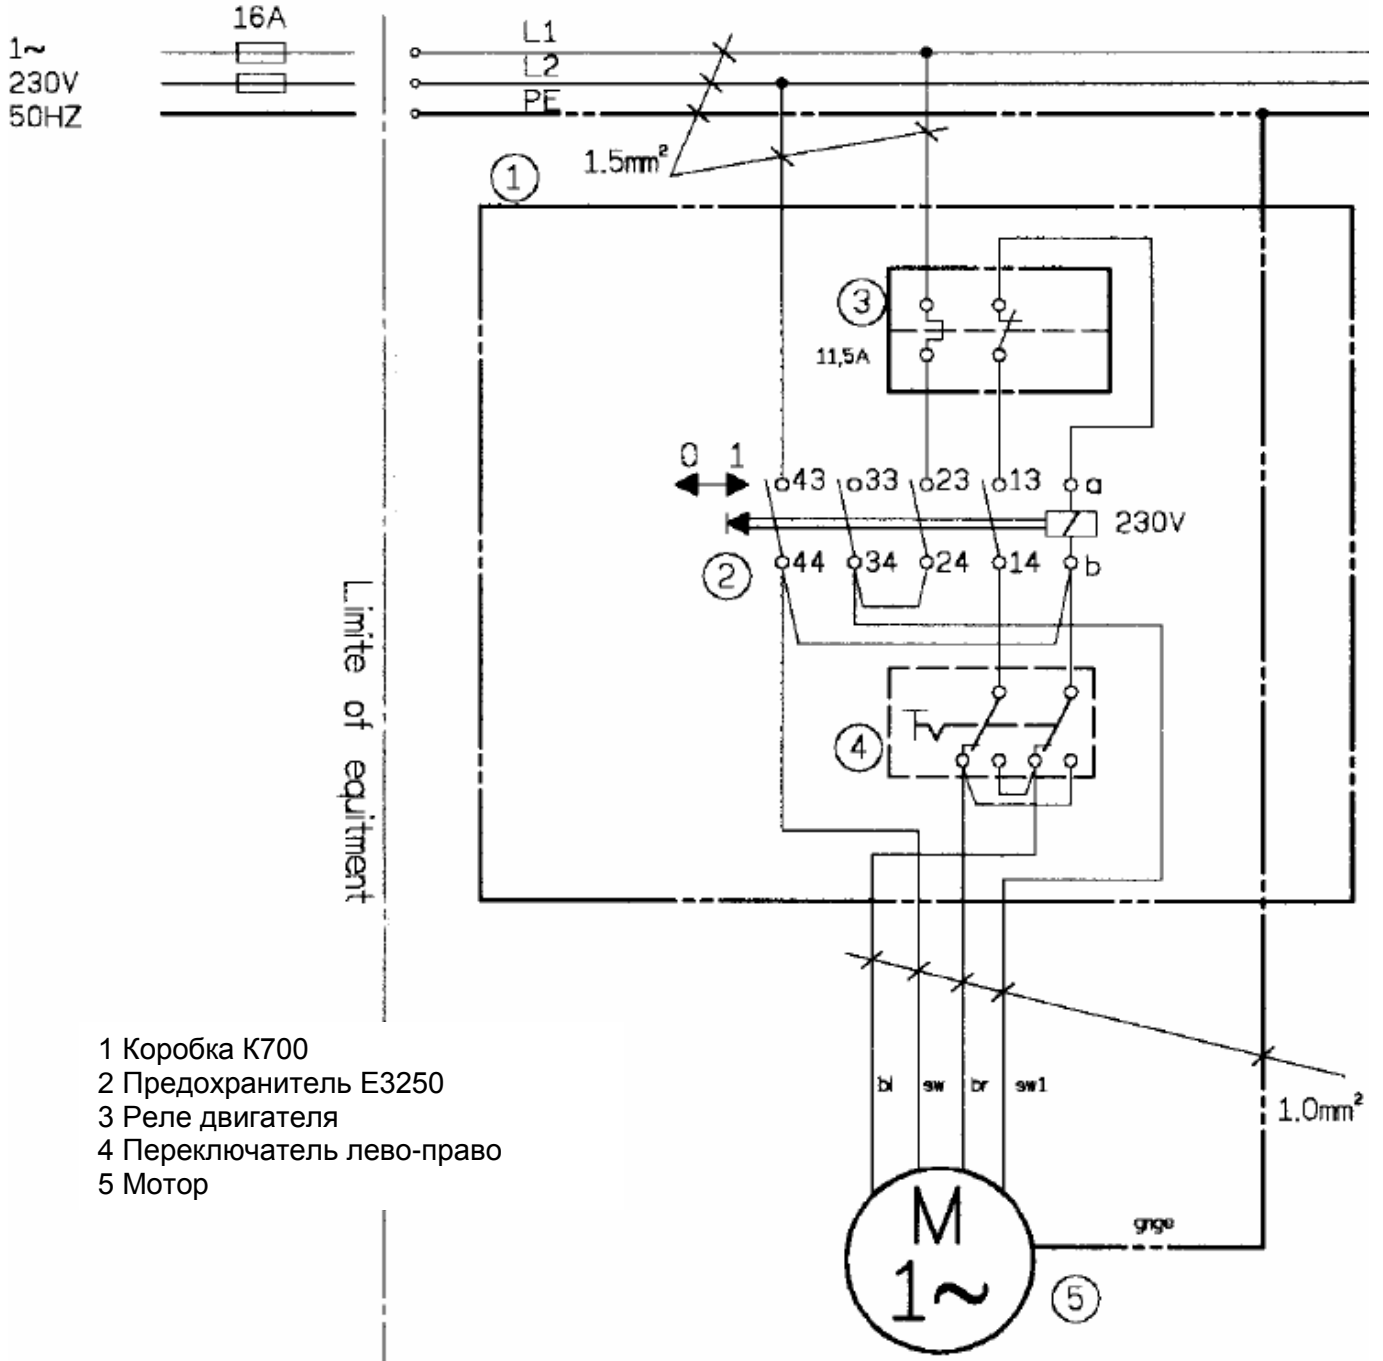 16A
1~
230V
50HZ
L1
L2
PE
1.5mm²
1
3
11,5A
0 1
43 33 23 13 a
230V
2
44 34 24 14 b
Limite of equitment
4
1 Коробка К700
2 Предохранитель Е3250
3 Реле двигателя
4 Переключатель лево-право
5 Мотор
bl sw br sw1
1.0mm²
M
1~
gnge
5